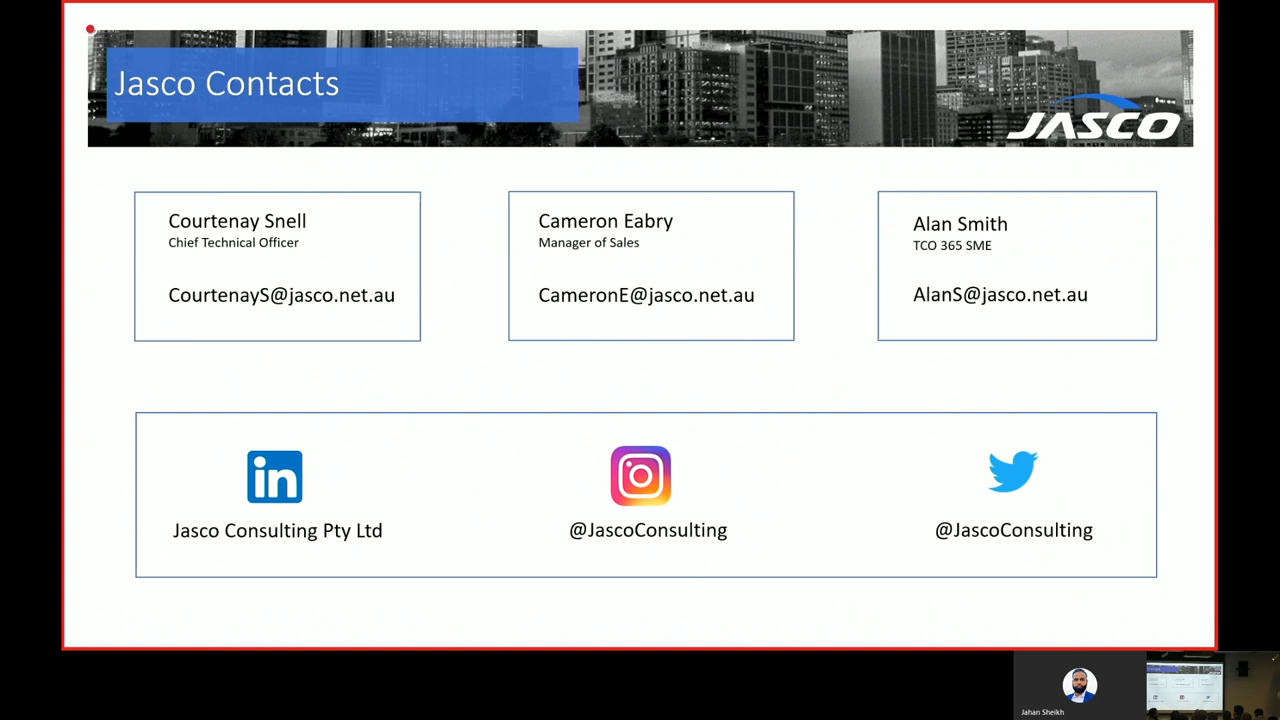 Jasco Contacts
JASCO
Courtenay Snell
Chief Technical Officer
CourtenayS@jasco.net.au
Cameron Eabry
Manager of Sales
CameronE@jasco.net.au
Alan Smith
TCO 365 SME
AlanS@jasco.net.au
in
Jasco Consulting Pty Ltd
@JascoConsulting
@JascoConsulting
Jahan Sheikh